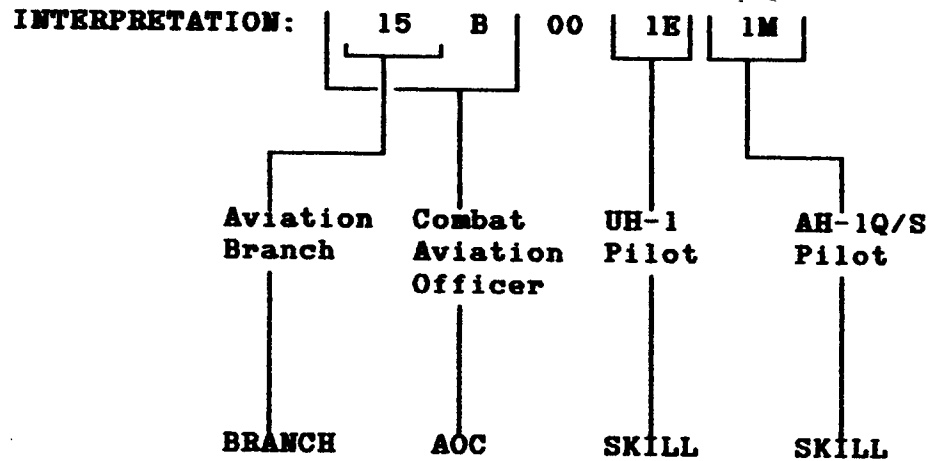 INTERPRETATION: 15 B 00 1E 1M
Aviation Branch
Combat Aviation Officer
UH-1 Pilot
AH-1Q/S Pilot
BRANCH AOC SKILL SKILL